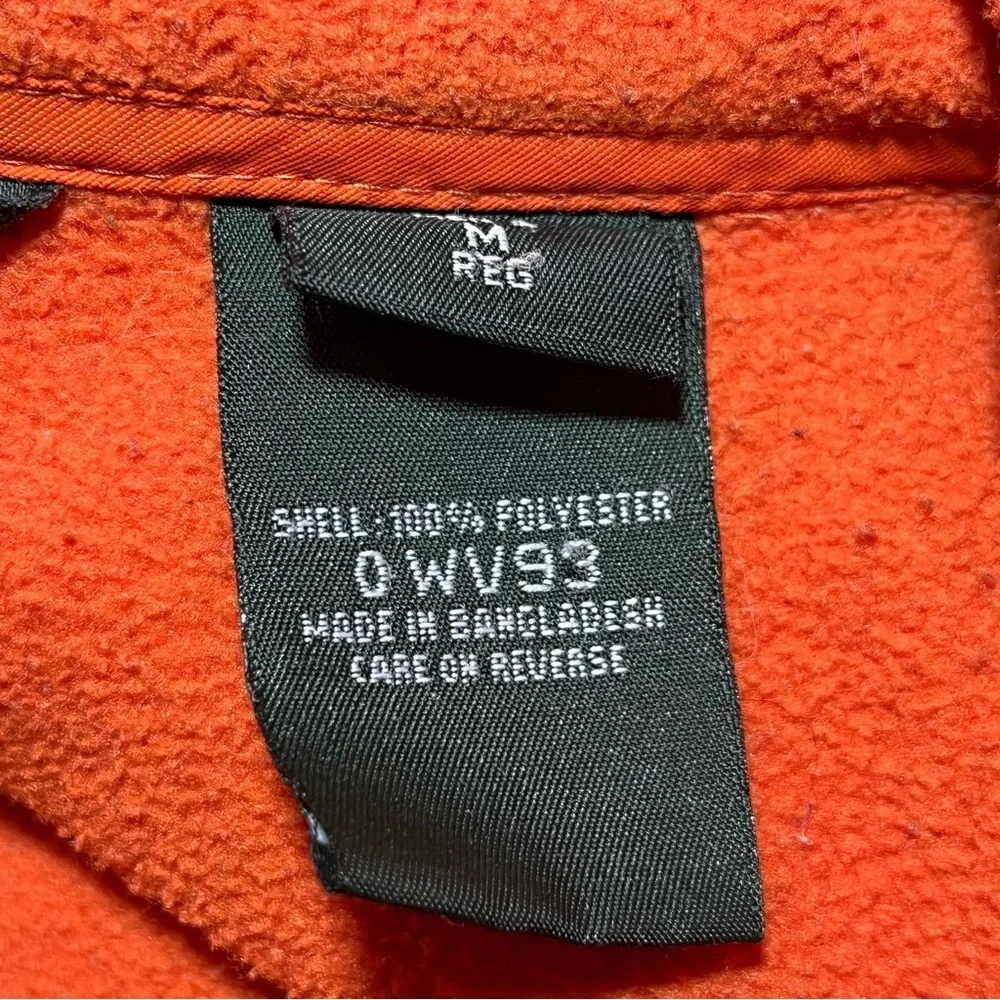 M
REG
SHELL: 100% POLYESTER
0WV93
MADE IN BANGLADESH
CARE ON REVERSE